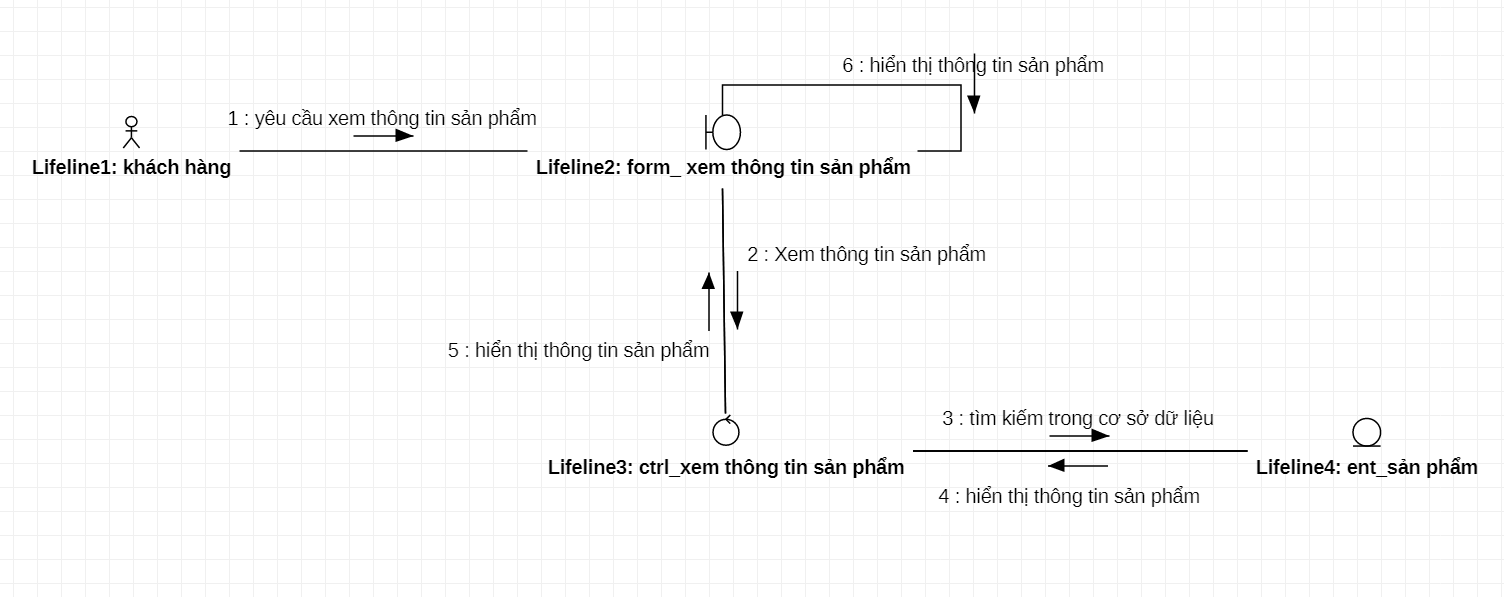 6 : hiển thị thông tin sản phẩm
1 : yêu cầu xem thông tin sản phẩm
Lifeline1: khách hàng
Lifeline2: form_ xem thông tin sản phẩm
2 : Xem thông tin sản phẩm
5 : hiển thị thông tin sản phẩm
3 : tìm kiếm trong cơ sở dữ liệu
Lifeline3: ctrl_xem thông tin sản phẩm
Lifeline4: ent_sản phẩm
4 : hiển thị thông tin sản phẩm